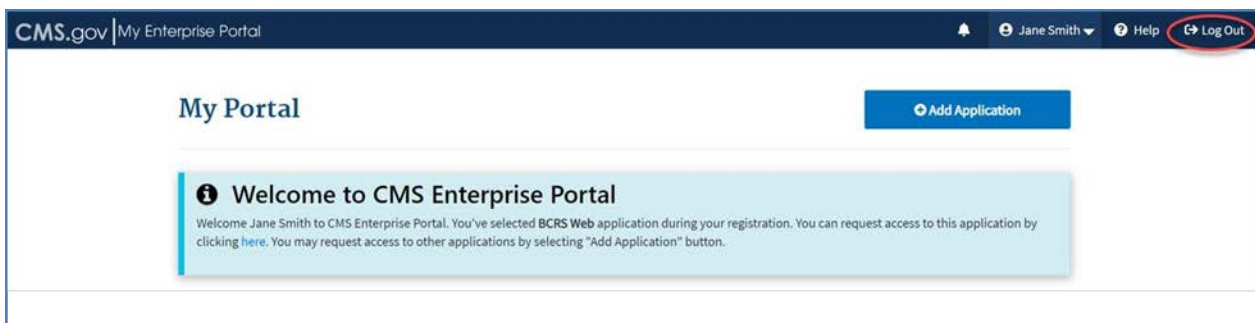 CMS.gov My Enterprise Portal
Jane Smith
Help
Log Out
My Portal
Add Application
Welcome to CMS Enterprise Portal
Welcome Jane Smith to CMS Enterprise Portal. You've selected BCRS Web application during your registration. You can request access to this application by
clicking here. You may request access to other applications by selecting "Add Application" button.